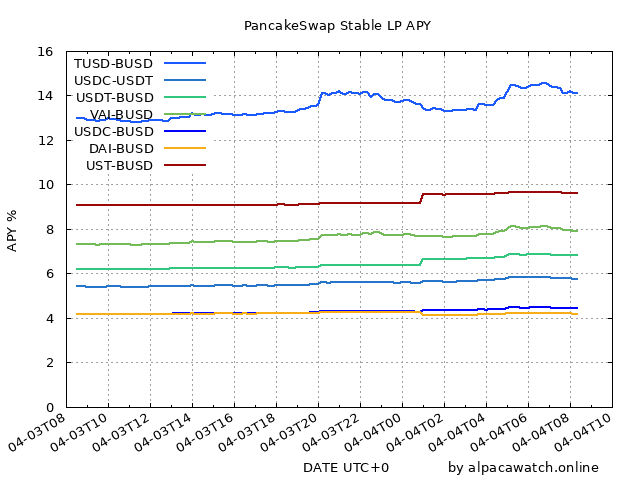 PancakeSwap Stable LP APY
16
14
12
10
8
6
4
2
0
APY %
TUSD-BUSD
USDC-USDT
USDT-BUSD
VAI-BUSD
USDC-BUSD
DAI-BUSD
UST-BUSD
04-03T08
04-03T10
04-03T12
04-03T14
04-03T16
04-03T18
04-03T20
04-03T22
04-04T00
04-04T02
04-04T04
04-04T06
04-04T08
04-04T10
DATE UTC+0
by alpacawatch.online